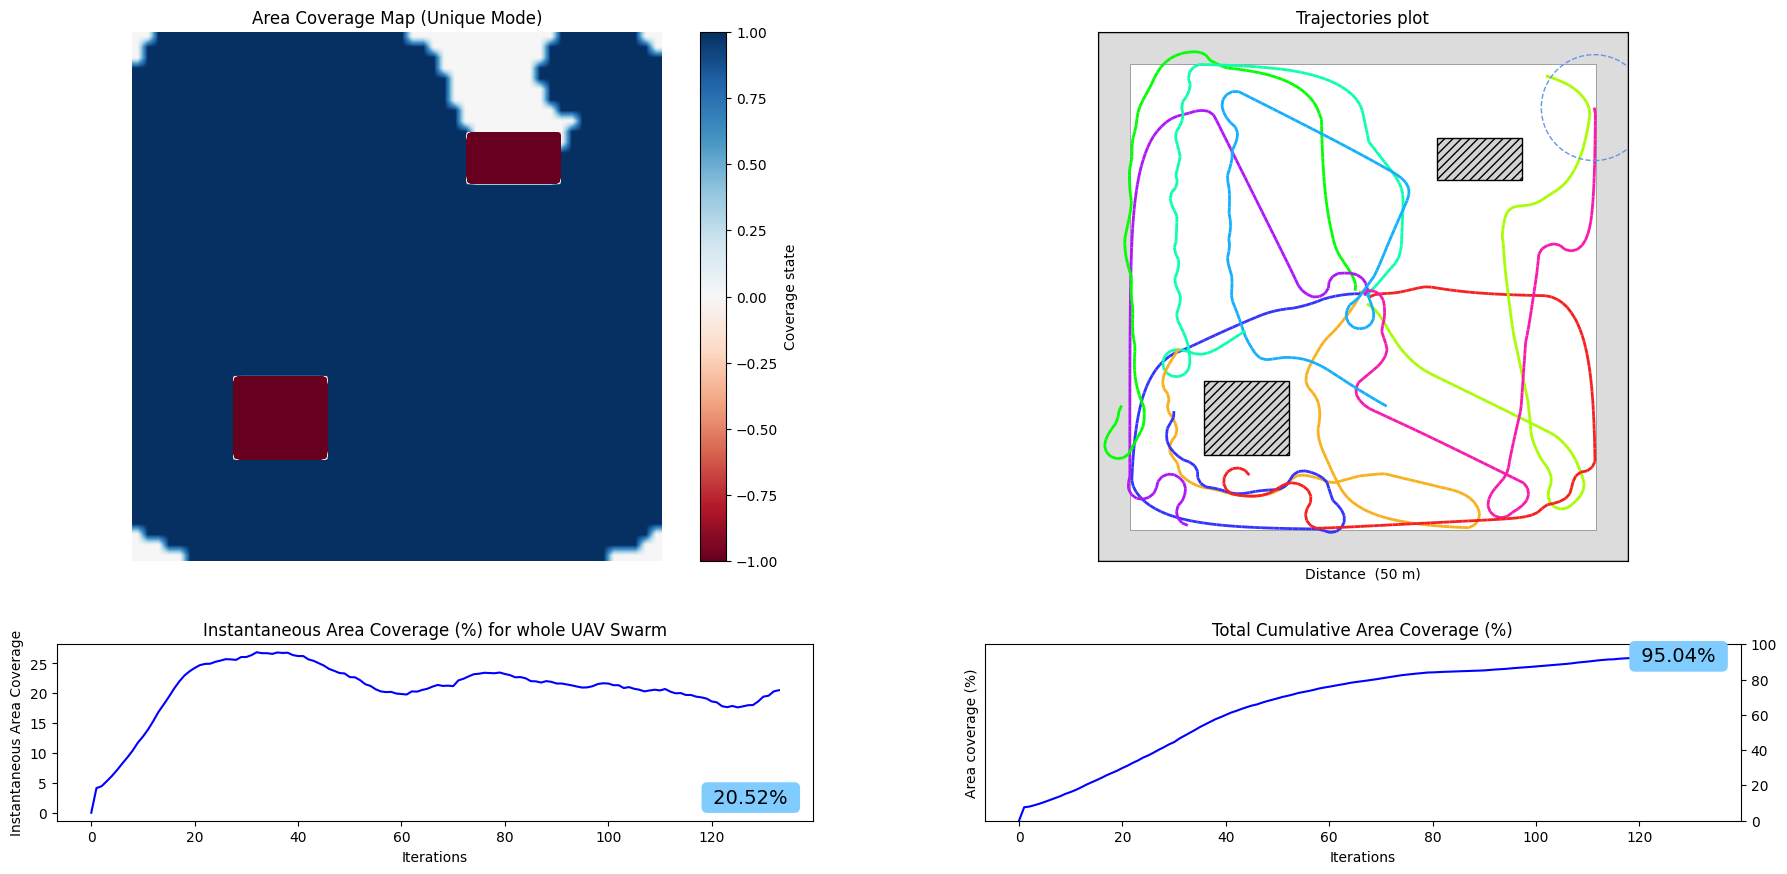 Area Coverage Map (Unique Mode)
1.00
0.75
0.50
0.25
0.00
−0.25
−0.50
−0.75
−1.00
Coverage state
Trajectories plot
Distance  (50 m)
Instantaneous Area Coverage (%) for whole UAV Swarm
Instantaneous Area Coverage
25
20
15
10
5
0
20.52%
0 20 40 60 80 100 120
Iterations
Total Cumulative Area Coverage (%)
Area coverage (%)
95.04%
100
80
60
40
20
0
0 20 40 60 80 100 120
Iterations